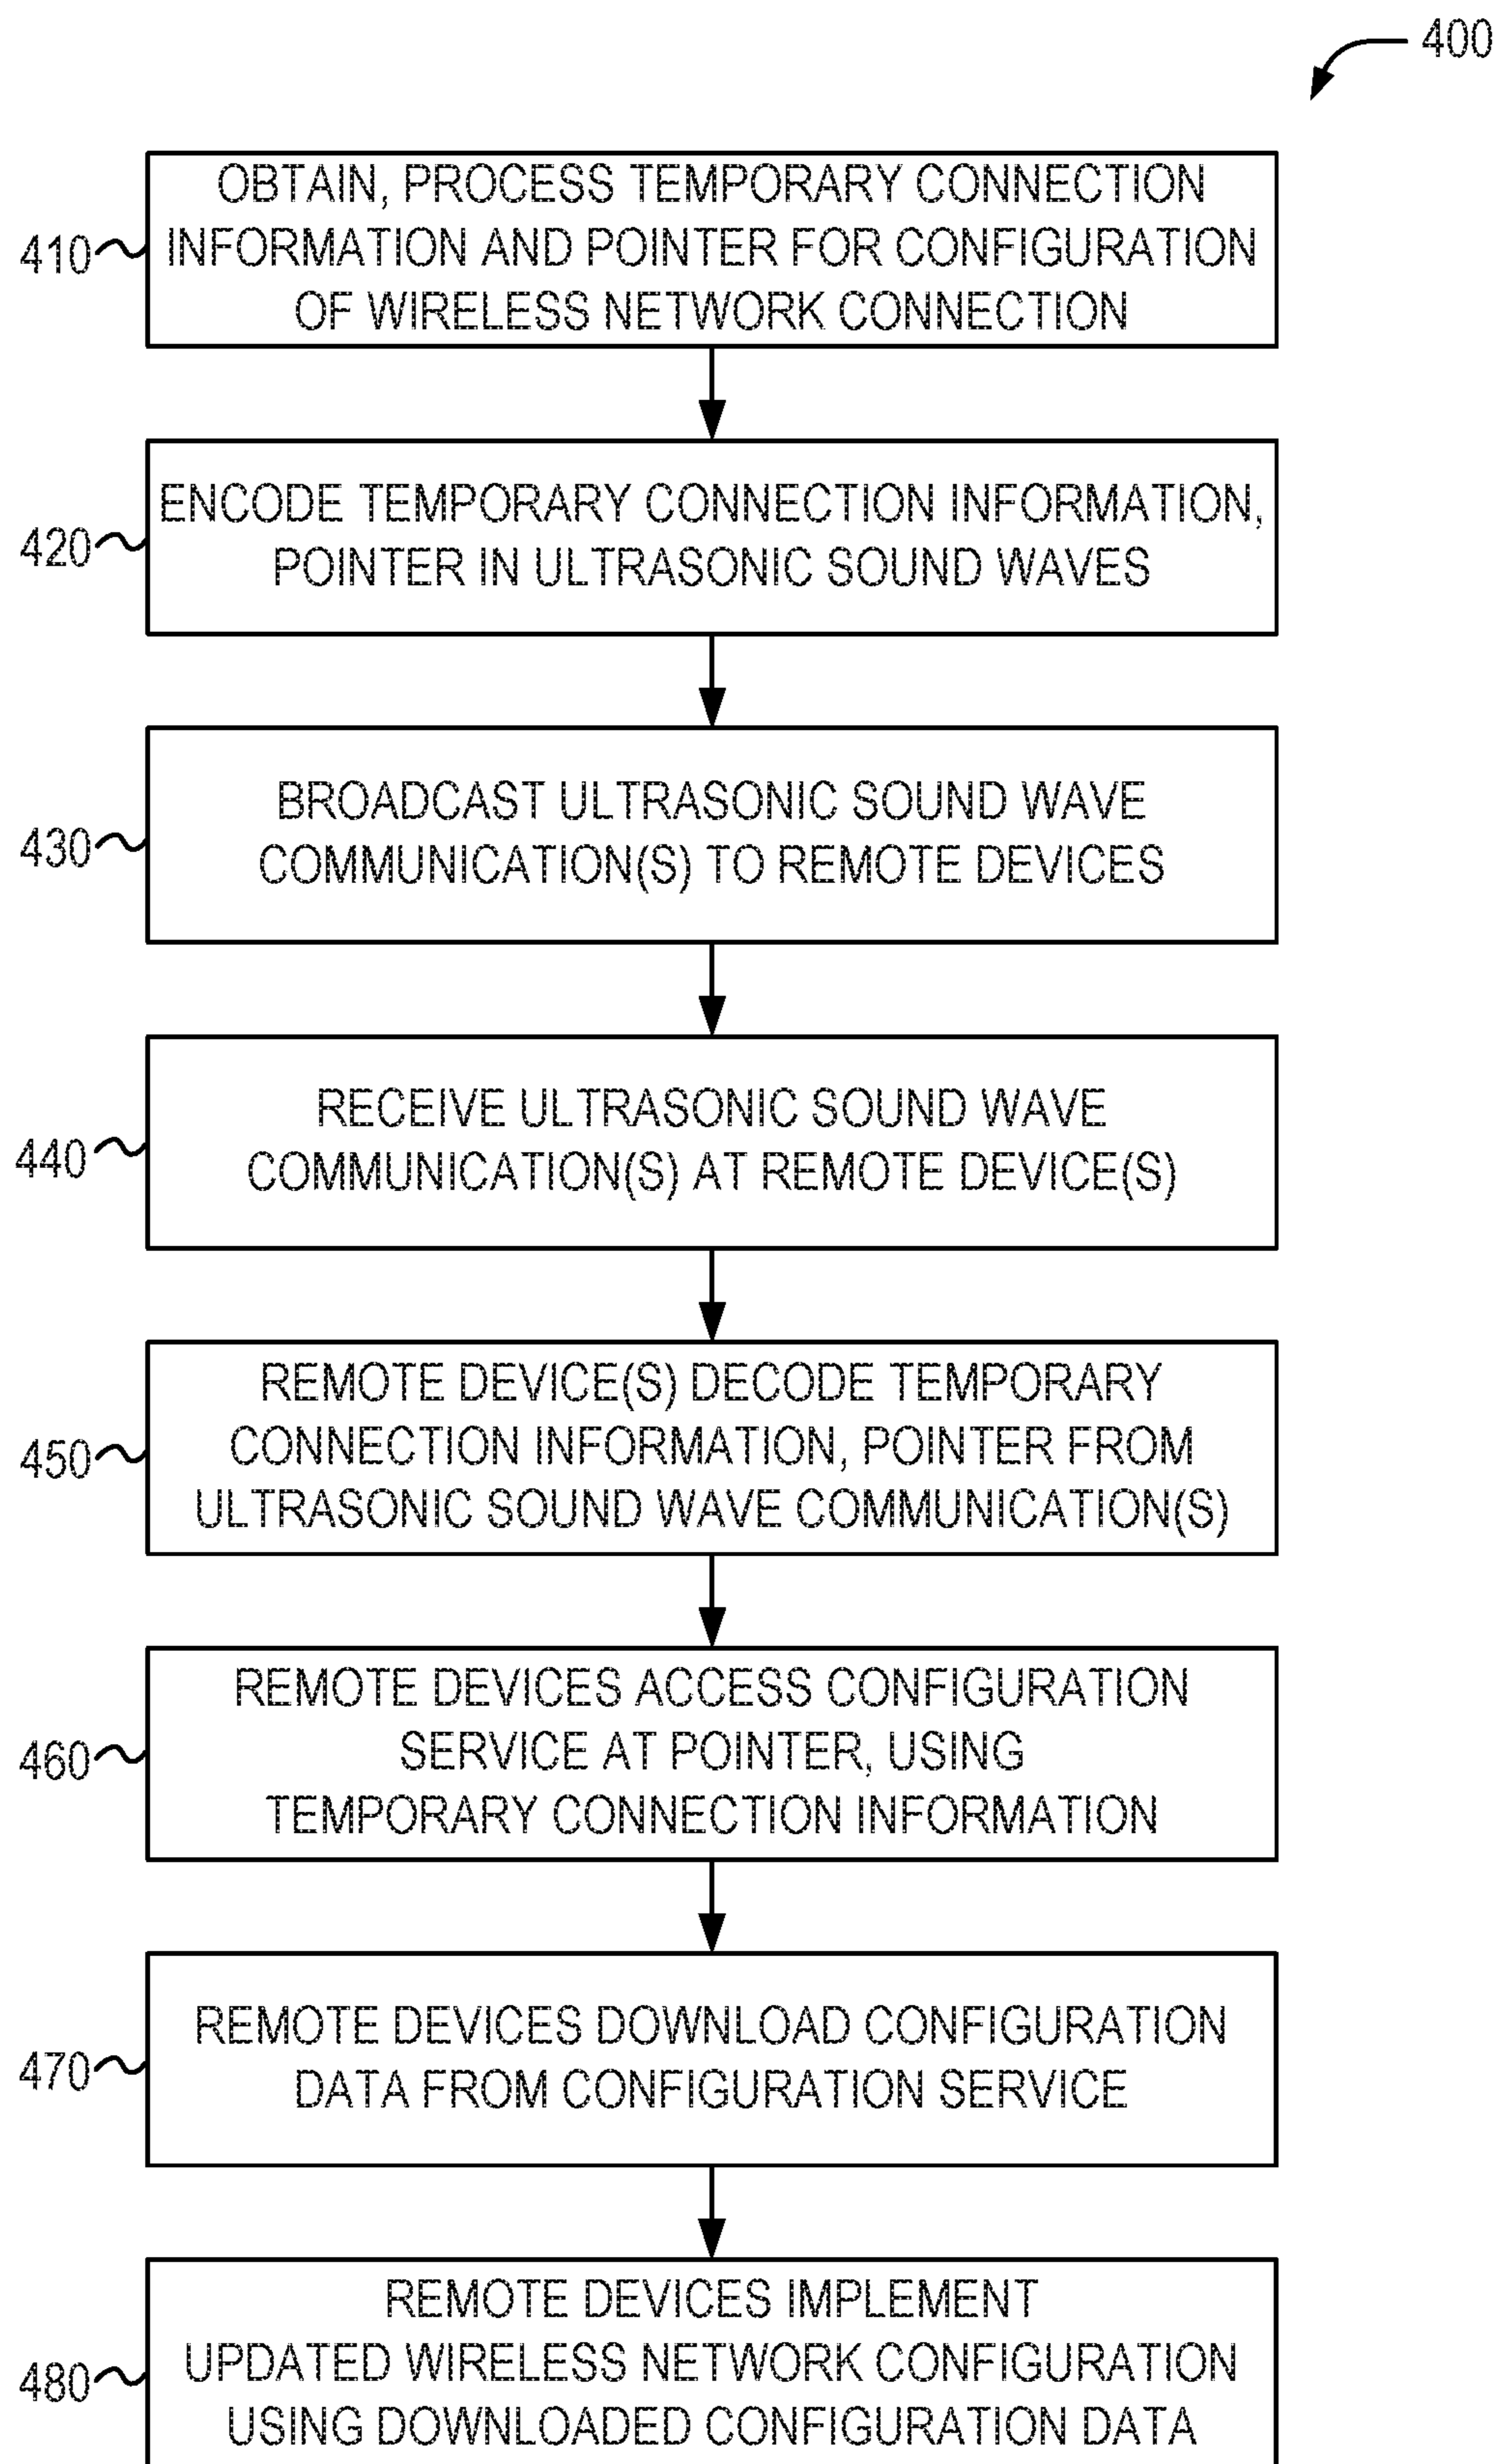 400
OBTAIN, PROCESS TEMPORARY CONNECTION
INFORMATION AND POINTER FOR CONFIGURATION
OF WIRELESS NETWORK CONNECTION
410
ENCODE TEMPORARY CONNECTION INFORMATION,
POINTER IN ULTRASONIC SOUND WAVES
420
BROADCAST ULTRASONIC SOUND WAVE
COMMUNICATION(S) TO REMOTE DEVICES
430
RECEIVE ULTRASONIC SOUND WAVE
COMMUNICATION(S) AT REMOTE DEVICE(S)
440
REMOTE DEVICE(S) DECODE TEMPORARY
CONNECTION INFORMATION, POINTER FROM
ULTRASONIC SOUND WAVE COMMUNICATION(S)
450
REMOTE DEVICES ACCESS CONFIGURATION
SERVICE AT POINTER, USING
TEMPORARY CONNECTION INFORMATION
460
REMOTE DEVICES DOWNLOAD CONFIGURATION
DATA FROM CONFIGURATION SERVICE
470
REMOTE DEVICES IMPLEMENT
UPDATED WIRELESS NETWORK CONFIGURATION
USING DOWNLOADED CONFIGURATION DATA
480